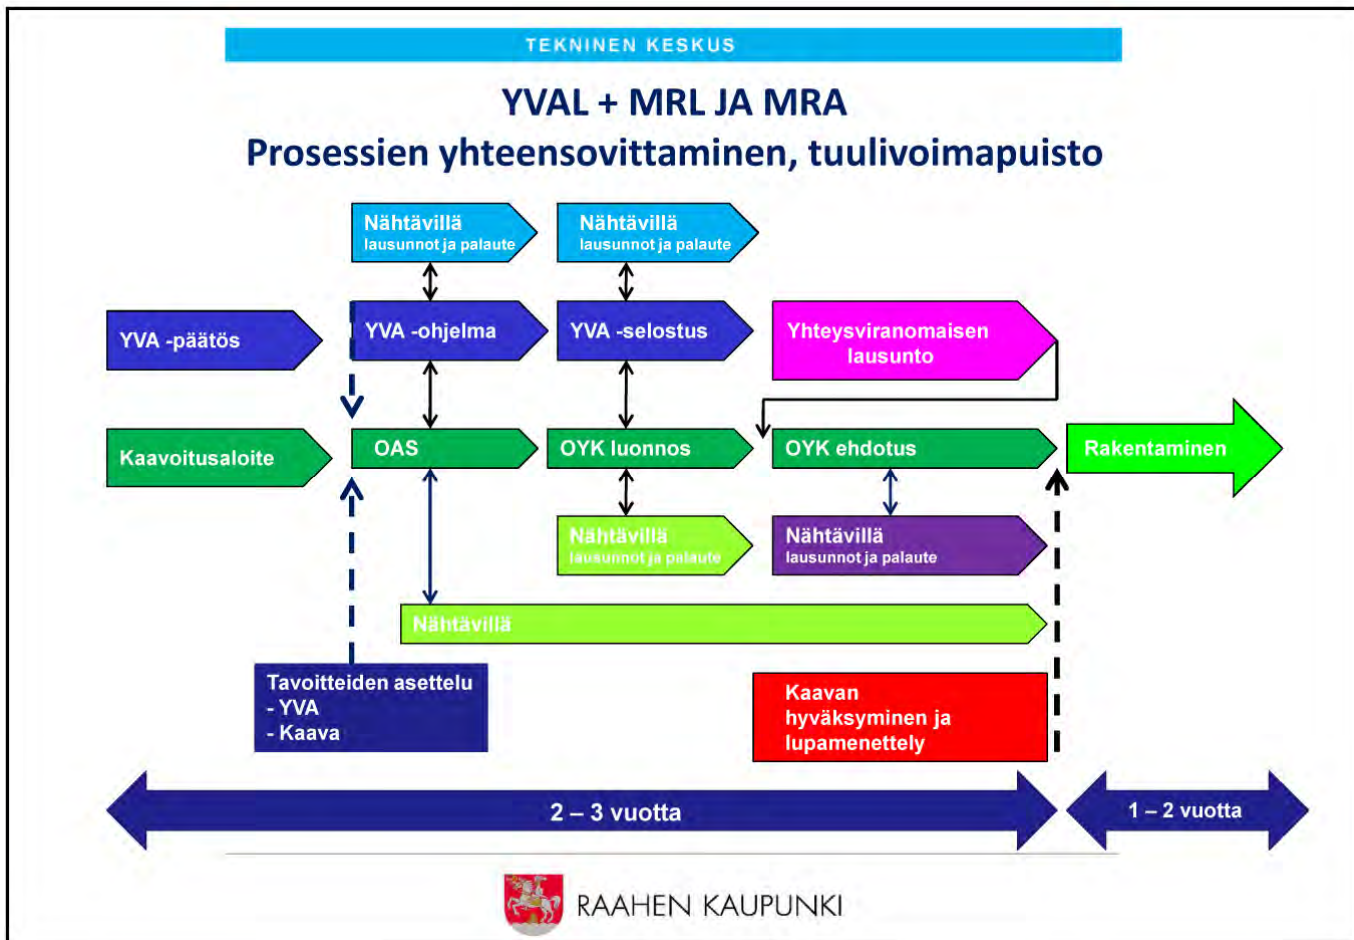 TEKNINEN KESKUS
YVAL + MRL JA MRA
Prosessien yhteensovittaminen, tuulivoimapuisto
Nähtävillä
lausunnot ja palaute
Nähtävillä
lausunnot ja palaute
YVA -päätös
YVA -ohjelma
YVA -selostus
Yhteysviranomaisen
lausunto
Kaavoitusaloite
OAS
OYK luonnos
OYK ehdotus
Rakentaminen
Nähtävillä
lausunnot ja palaute
Nähtävillä
lausunnot ja palaute
Nähtävillä
Tavoitteiden asettelu
- YVA
- Kaava
Kaavan
hyväksyminen ja
lupamenettely
2 – 3 vuotta
1 – 2 vuotta
RAAHEN KAUPUNKI